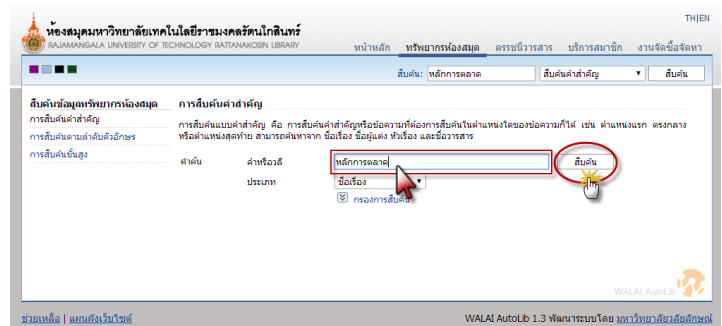 TH|EN
ห้องสมุดมหาวิทยาลัยเทคโนโลยีราชมงคลรัตนโกสินทร์
RAJAMANGALA UNIVERSITY OF TECHNOLOGY RATTANAKOSIN LIBRARY
หน้าหลัก ทรัพยากรห้องสมุด ดรรชนีวารสาร บริการสมาชิก งานจัดซื้อจัดหา
สืบค้น: หลักการตลาด สืบค้นคำสำคัญ สืบค้น
สืบค้นข้อมูลทรัพยากรห้องสมุด
การสืบค้นคำสำคัญ
การสืบค้นตามลำดับตัวอักษร
การสืบค้นขั้นสูง
การสืบค้นคำสำคัญ
การสืบค้นแบบคำสำคัญ คือ การสืบค้นคำสำคัญหรือข้อความที่ต้องการสืบค้นในตำแหน่งใดของข้อความก็ได้ เช่น ตำแหน่งแรก ตรงกลาง
หรือตำแหน่งสุดท้าย สามารถค้นหาจาก ชื่อเรื่อง ชื่อผู้แต่ง หัวเรื่อง และชื่อวารสาร
คำค้น คำหรือวลี หลักการตลาด สืบค้น
ประเภท ชื่อเรื่อง
กรองการสืบค้น
WALAI AutoLib
ช่วยเหลือ | แผนผังเว็บไซต์
WALAI AutoLib 1.3 พัฒนาระบบโดย มหาวิทยาลัยวลัยลักษณ์